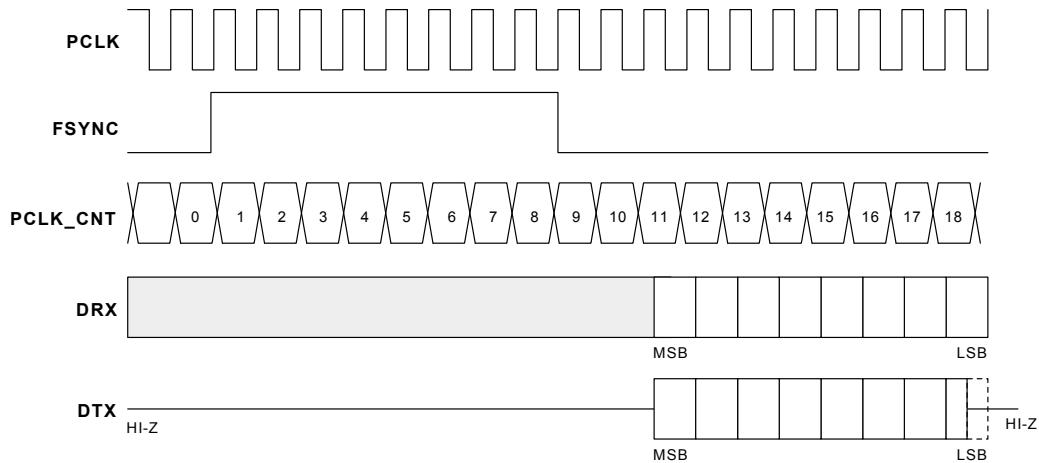 PCLK
FSYNC
PCLK_CNT 0 1 2 3 4 5 6 7 8 9 10 11 12 13 14 15 16 17 18
DRX
MSB LSB
DTX
HI-Z HI-Z
MSB LSB